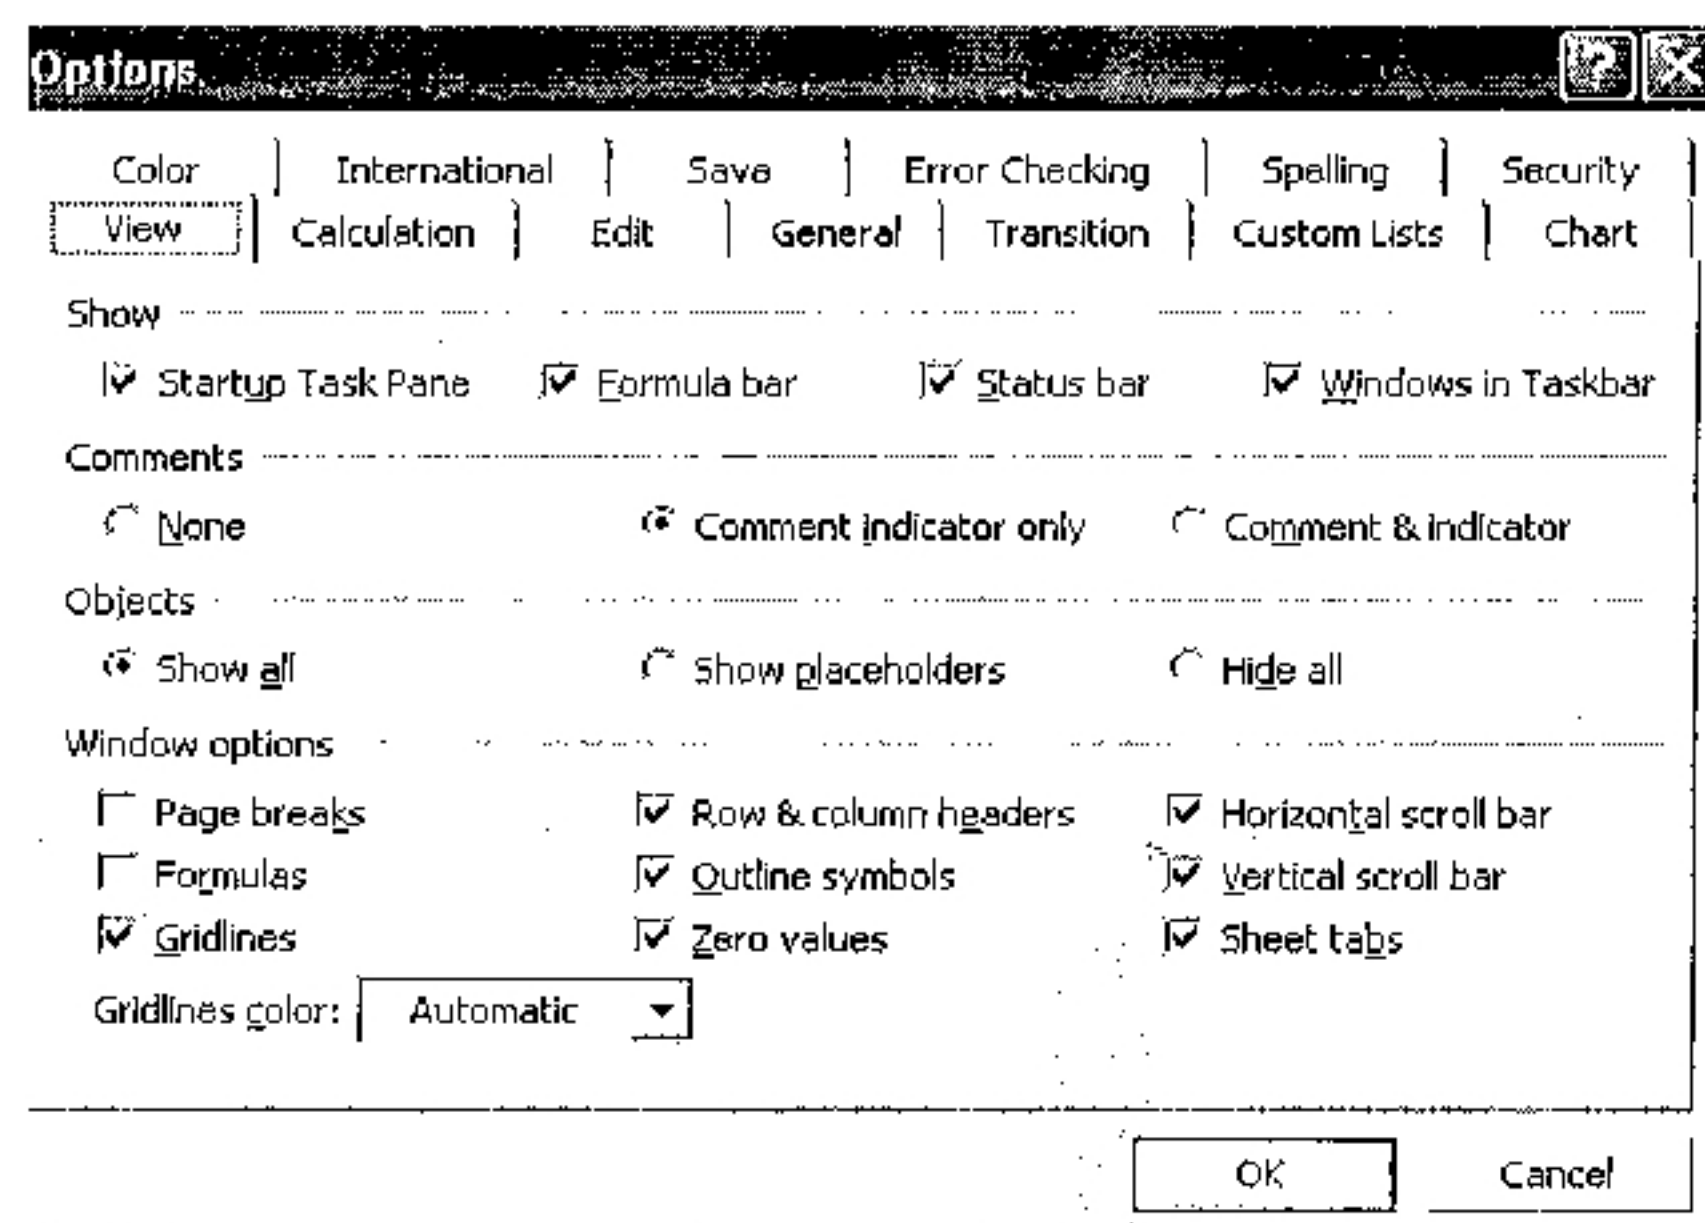 Options
Color International Save Error Checking Spelling Security
View Calculation Edit General Transition Custom Lists Chart
Show
Startup Task Pane Formula bar Status bar Windows in Taskbar
Comments
None Comment indicator only Comment & indicator
Objects
Show all Show placeholders Hide all
Window options
Page breaks Row & column headers Horizontal scroll bar
Formulas Outline symbols Vertical scroll bar
Gridlines Zero values Sheet tabs
Gridlines color: Automatic
OK Cancel